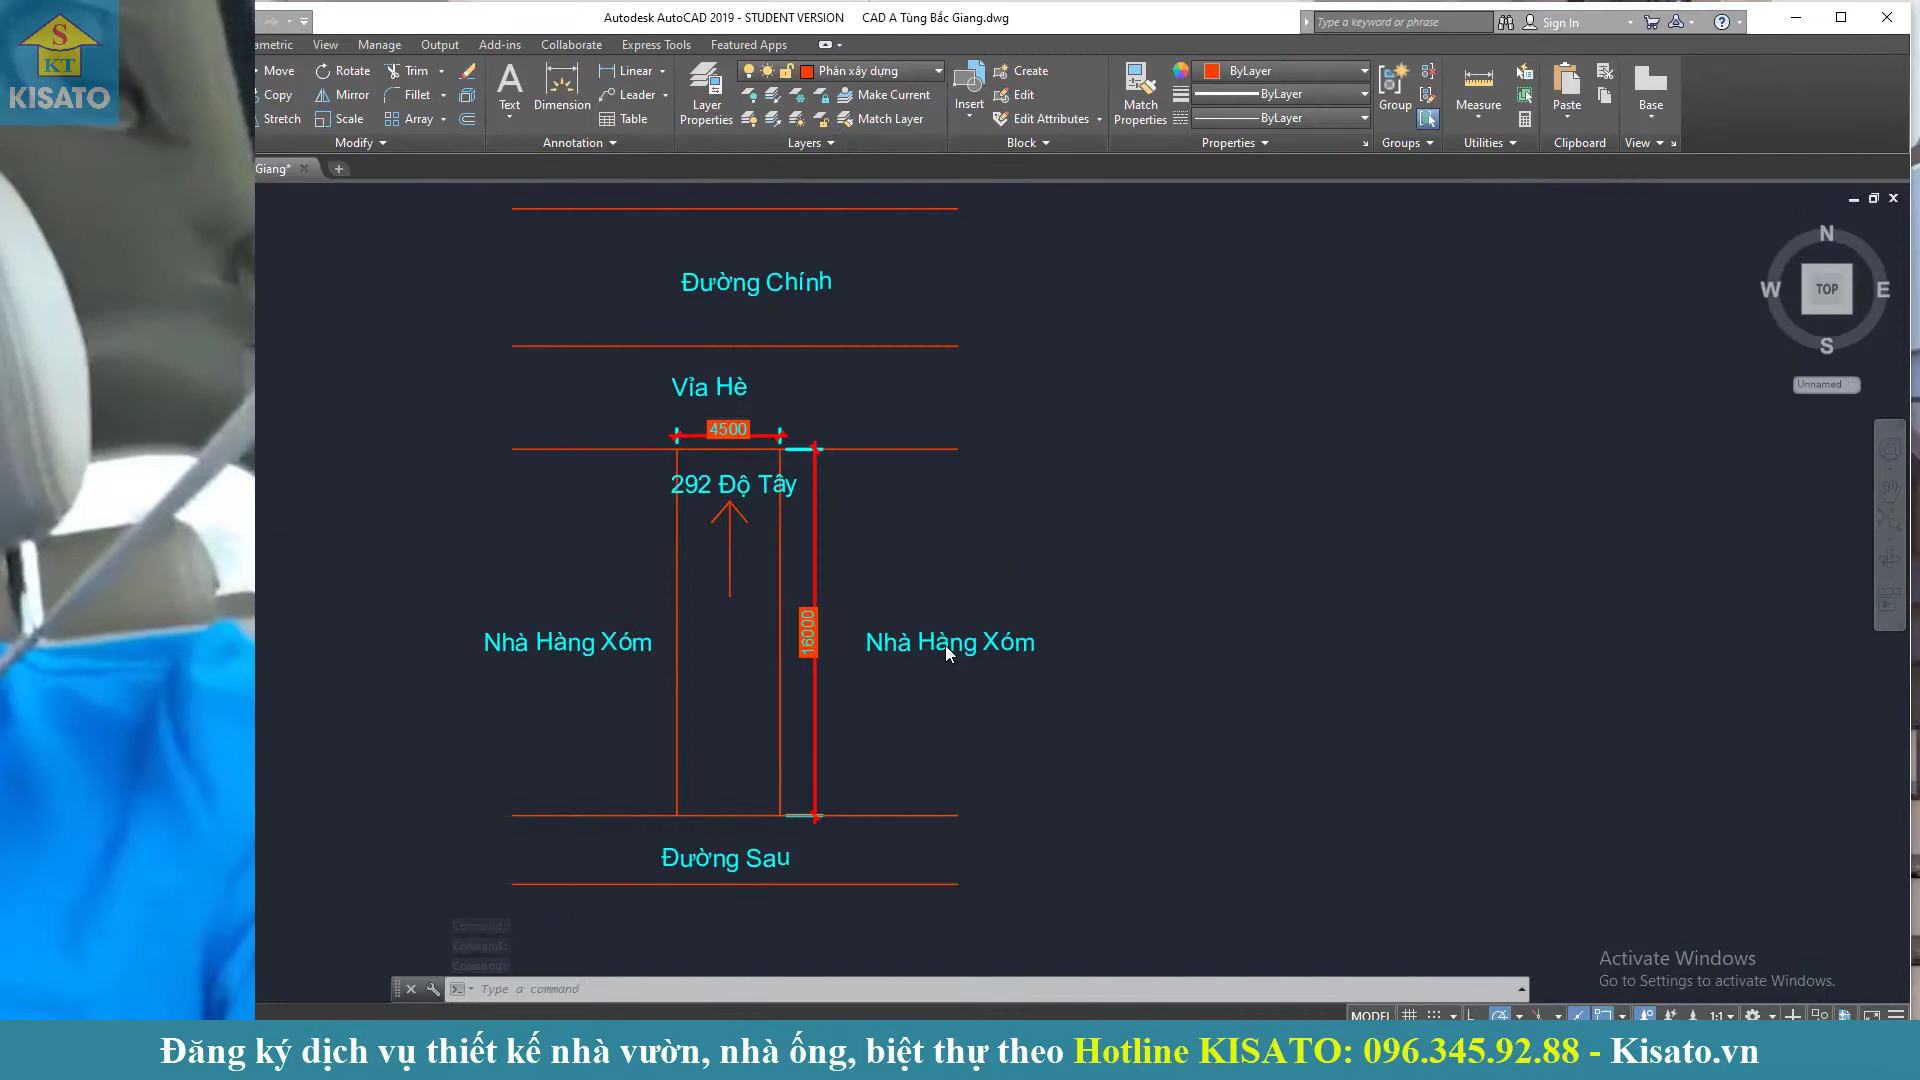 S
KT
KISATO
Autodesk AutoCAD 2019 - STUDENT VERSION CAD A Tùng Bắc Giang.dwg
Type a keyword or phrase
Sign In
ametric View Manage Output Add-ins Collaborate Express Tools Featured Apps
Move Rotate Trim
Copy Mirror Fillet
Stretch Scale Array
Modify
Text
Dimension
Linear
Leader
Table
Annotation
Layer
Properties
Phần xây dựng
Make Current
Match Layer
Layers
Insert
Create
Edit
Edit Attributes
Block
Match
Properties
ByLayer
ByLayer
ByLayer
Properties
Group
Groups
Measure
Utilities
Paste
Clipboard
Base
View
Giang*
Đường Chính
Vỉa Hè
4500
292 Độ Tây
16000
Nhà Hàng Xóm
Nhà Hàng Xóm
Đường Sau
N
W
TOP
E
S
Unnamed
Command:
Command:
Command:
Type a command
Activate Windows
Go to Settings to activate Windows.
MODEL
1:1
Đăng ký dịch vụ thiết kế nhà vườn, nhà ống, biệt thự theo Hotline KISATO: 096.345.92.88 - Kisato.vn